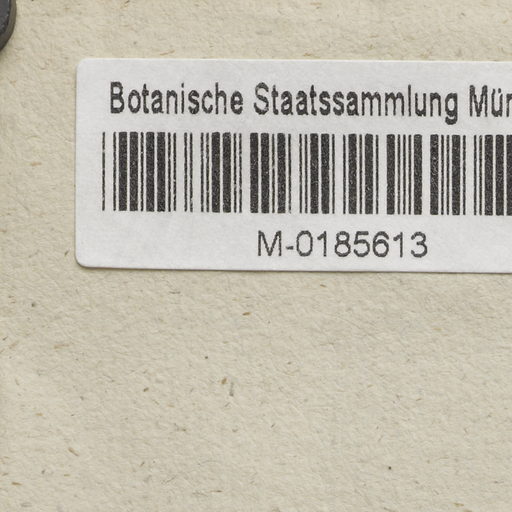 Botanische Staatssammlung Mün
M-0185613